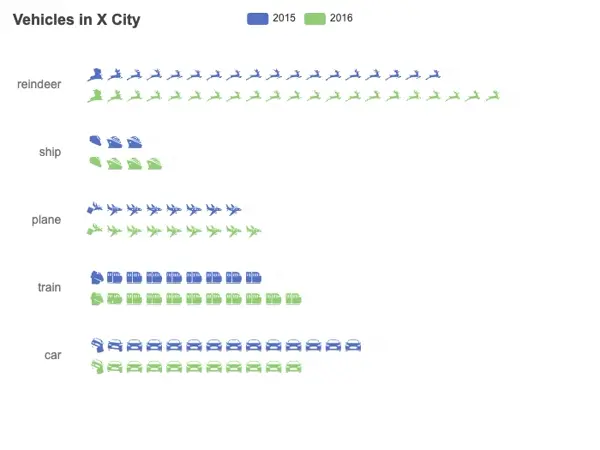 Vehicles in X City
2015
2016
reindeer
ship
plane
train
car